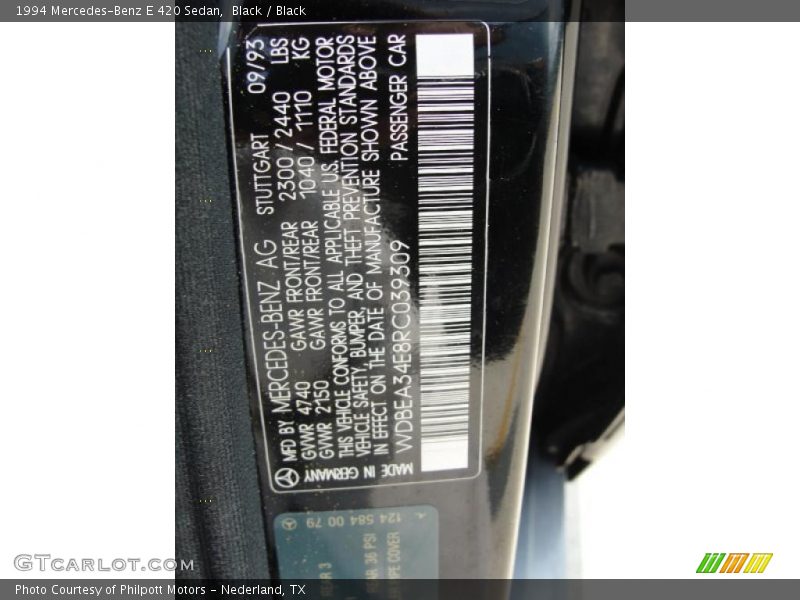 1994 Mercedes-Benz E 420 Sedan, Black / Black
MFD BY MERCEDES-BENZ AG STUTTGART 09/93
GVWR 4740 GAWR FRONT/REAR 2300 / 2440 LBS
GVWR 2150 GAWR FRONT/REAR 1040 / 1110 KG
THIS VEHICLE CONFORMS TO ALL APPLICABLE U.S. FEDERAL MOTOR
VEHICLE SAFETY, BUMPER, AND THEFT PREVENTION STANDARDS
IN EFFECT ON THE DATE OF MANUFACTURE SHOWN ABOVE
WDBEA34E8RC039309 PASSENGER CAR
MADE IN GERMANY
124 584 00 79
36 PSI
COVER
GTCARLOT.COM
Photo Courtesy of Philpott Motors - Nederland, TX